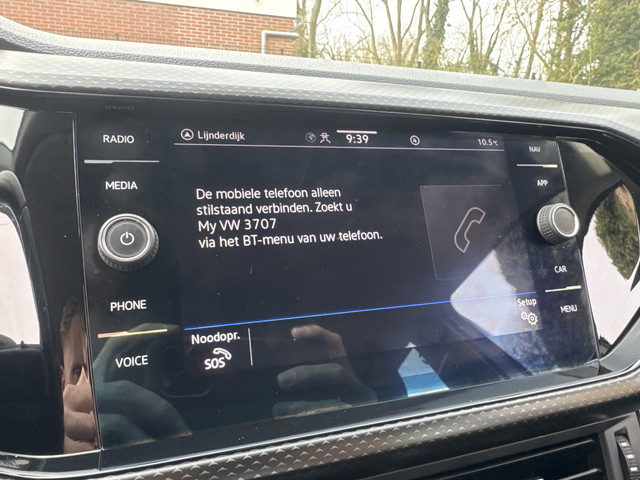 RADIO
MEDIA
PHONE
VOICE
Lijnderdijk
9:39
10.5°C
De mobiele telefoon alleen
stilstaand verbinden. Zoekt u
My VW 3707
via het BT-menu van uw telefoon.
Setup
Noodopr.
SOS
NAV
APP
CAR
MENU